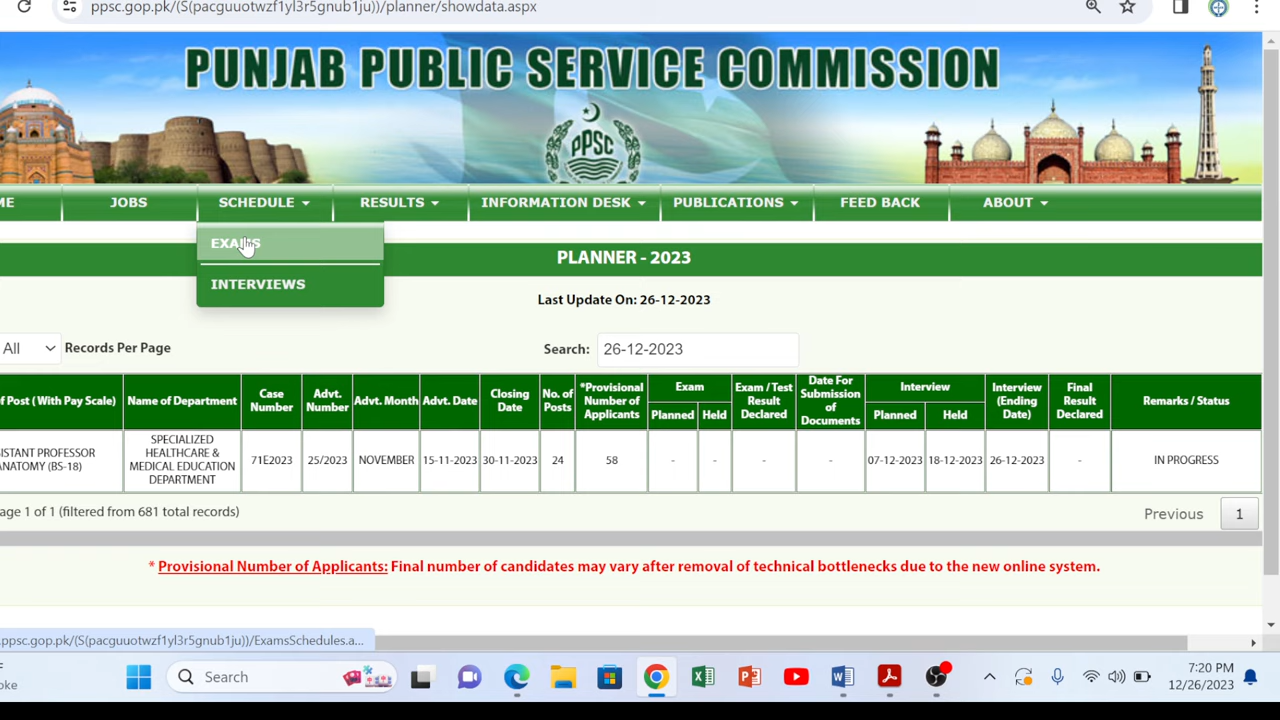 ppsc.gop.pk/(S(pacguuotwzf1yl3r5gnub1ju))/planner/showdata.aspx
PUNJAB PUBLIC SERVICE COMMISSION
PPSC
ME JOBS SCHEDULE RESULTS INFORMATION DESK PUBLICATIONS FEED BACK ABOUT
EXAMS
INTERVIEWS
PLANNER - 2023
Last Update On: 26-12-2023
All Records Per Page
Search: 26-12-2023
f Post ( With Pay Scale)
Name of Department
Case
Number
Advt.
Number
Advt. Month
Advt. Date
Closing
Date
No. of
Posts
*Provisional
Number of
Applicants
Exam
Planned
Held
Exam / Test
Result
Declared
Date For
Submission
of
Documents
Interview
Planned
Held
Interview
(Ending
Date)
Final
Result
Declared
Remarks / Status
ISTANT PROFESSOR
NATOMY (BS-18)
SPECIALIZED
HEALTHCARE &
MEDICAL EDUCATION
DEPARTMENT
71E2023
25/2023
NOVEMBER
15-11-2023
30-11-2023
24
58
-
-
-
-
07-12-2023
18-12-2023
26-12-2023
-
IN PROGRESS
age 1 of 1 (filtered from 681 total records)
Previous 1
* Provisional Number of Applicants: Final number of candidates may vary after removal of technical bottlenecks due to the new online system.
ppsc.gop.pk/(S(pacguuotwzf1yl3r5gnub1ju))/ExamsSchedules.a...
Search
7:20 PM
12/26/2023